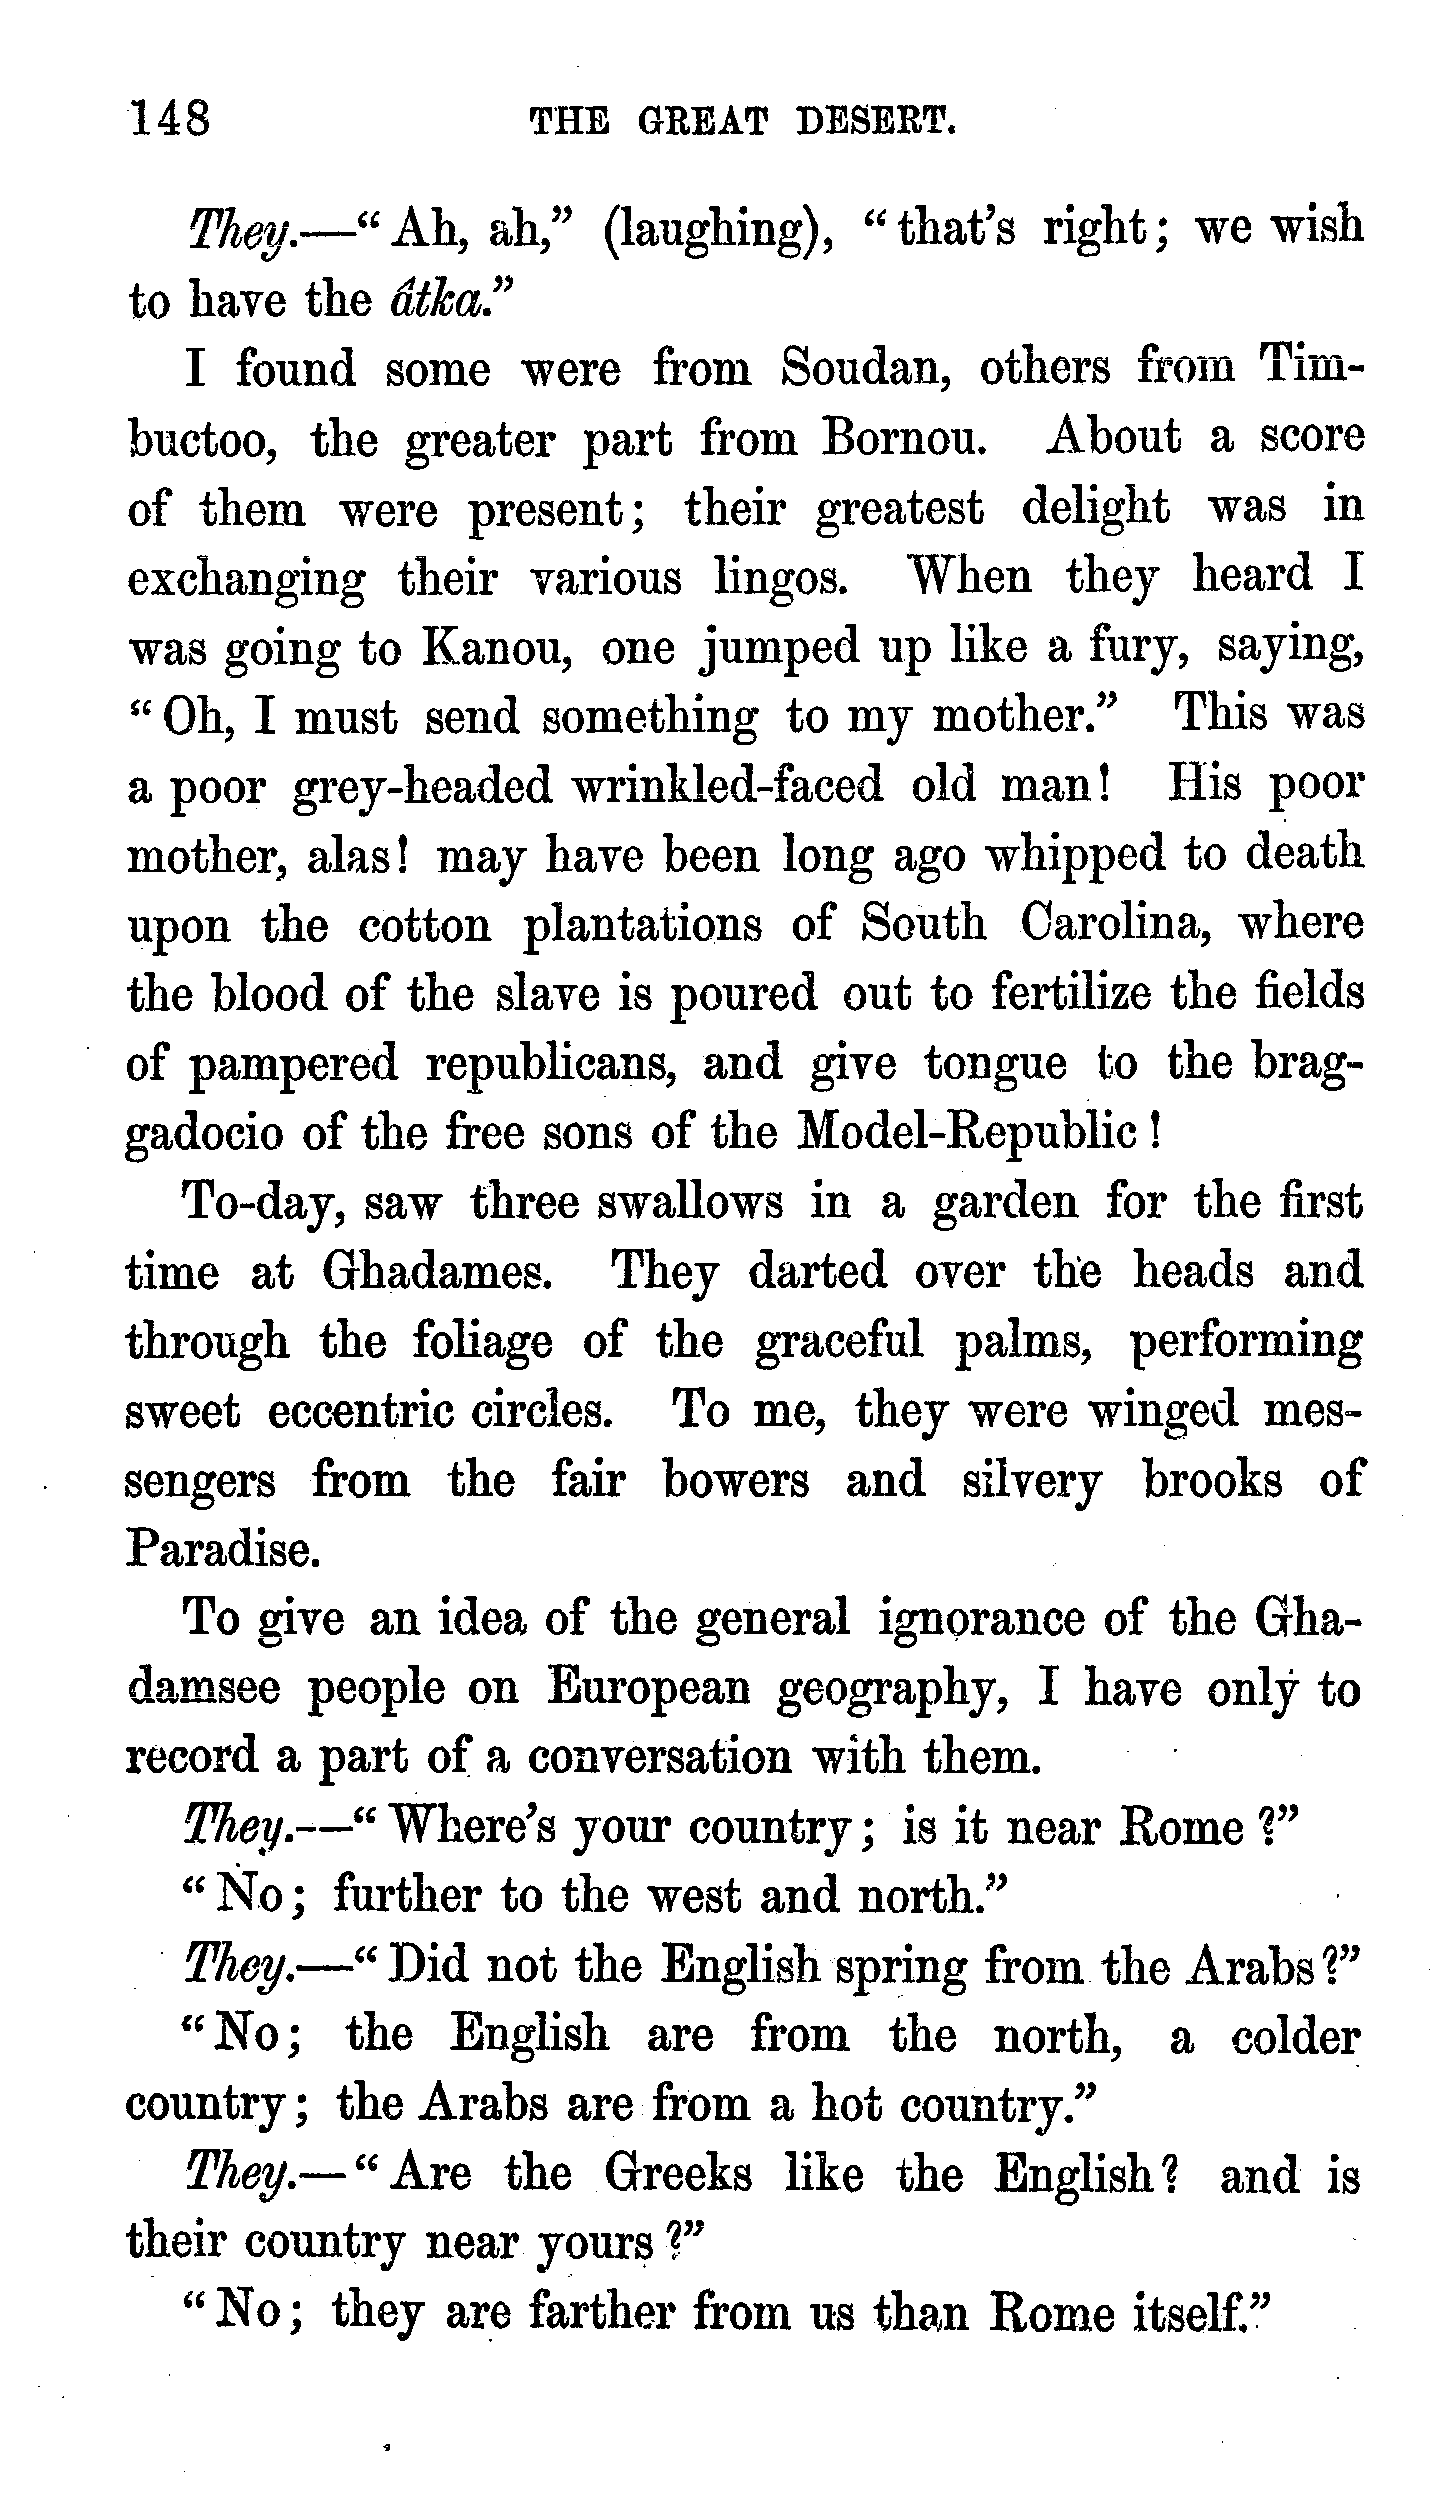 148 THE GREAT DESERT.
They.—“Ah, ah,” (laughing), “that’s right; we wish
to have the âtka.”
I found some were from Soudan, others from Tim-
buctoo, the greater part from Bornou. About a score
of them were present; their greatest delight was in
exchanging their various lingos. When they heard I
was going to Kanou, one jumped up like a fury, saying,
“Oh, I must send something to my mother.” This was
a poor grey-headed wrinkled-faced old man! His poor
mother, alas! may have been long ago whipped to death
upon the cotton plantations of South Carolina, where
the blood of the slave is poured out to fertilize the fields
of pampered republicans, and give tongue to the brag-
gadocio of the free sons of the Model-Republic!
To-day, saw three swallows in a garden for the first
time at Ghadames. They darted over the heads and
through the foliage of the graceful palms, performing
sweet eccentric circles. To me, they were winged mes-
sengers from the fair bowers and silvery brooks of
Paradise.
To give an idea of the general ignorance of the Gha-
damsee people on European geography, I have only to
record a part of a conversation with them.
They.—“Where’s your country; is it near Rome?”
“No; further to the west and north.”
They.—“Did not the English spring from the Arabs?”
“No; the English are from the north, a colder
country; the Arabs are from a hot country.”
They.—“Are the Greeks like the English? and is
their country near yours?”
“No; they are farther from us than Rome itself.”